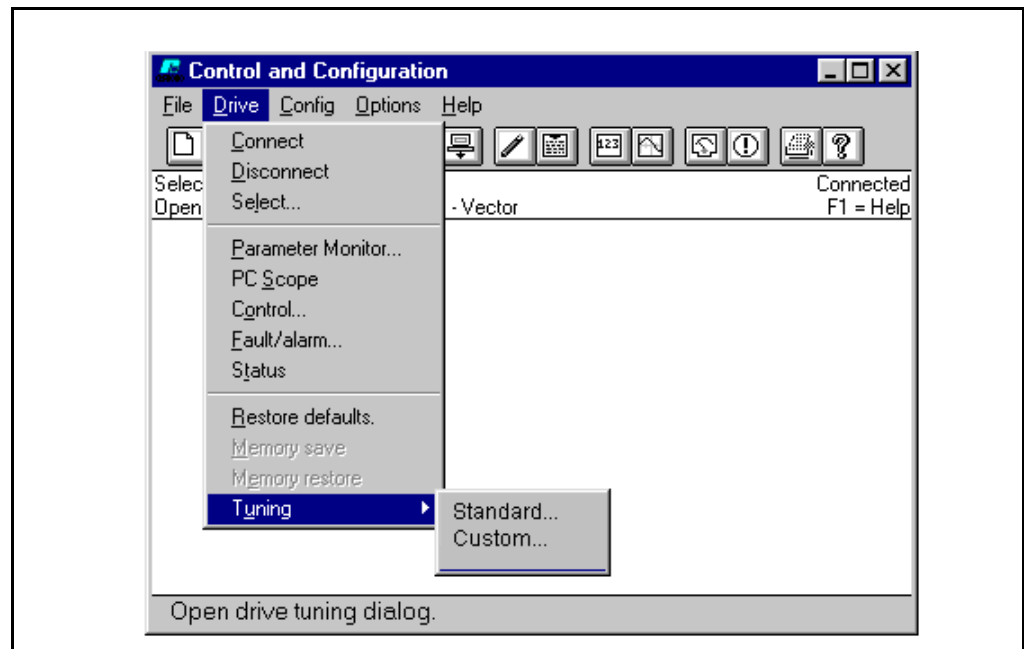 Control and Configuration
File Drive Config Options Help
123
Selec
Open
- Vector
Connected
F1 = Help
Connect
Disconnect
Select...
Parameter Monitor...
PC Scope
Control...
Fault/alarm...
Status
Restore defaults.
Memory save
Memory restore
Tuning
Standard...
Custom...
Open drive tuning dialog.